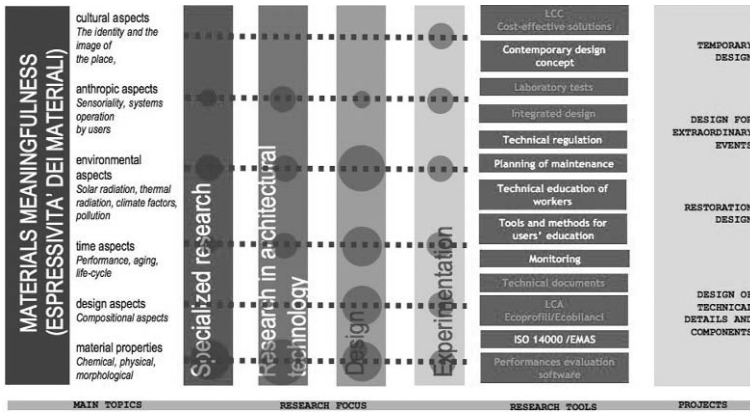 MATERIALS MEANINGFULNESS
(ESPRESSIVITA' DEI MATERIALI)
cultural aspects
The identity and the
image of
the place,
anthropic aspects
Sensoriality, systems
operation
by users
environmental
aspects
Solar radiation, thermal
radiation, climate factors,
pollution
time aspects
Performance, aging,
life-cycle
design aspects
Compositional aspects
material properties
Chemical, physical,
morphological
Specialized research
Research in architectural
technology
Design
Experimentation
LCC
Cost-effective solutions
Contemporary design
concept
Laboratory tests
Integrated design
Technical regulation
Planning of maintenance
Technical education of
workers
Tools and methods for
users' education
Monitoring
Technical documents
LCA
Ecoprofili/Ecobilanci
ISO 14000 /EMAS
Performances evaluation
software
TEMPORARY
DESIGN
DESIGN FOR
EXTRAORDINARY
EVENTS
RESTORATION
DESIGN
DESIGN OF
TECHNICAL
DETAILS AND
COMPONENTS
MAIN TOPICS
RESEARCH FOCUS
RESEARCH TOOLS
PROJECTS